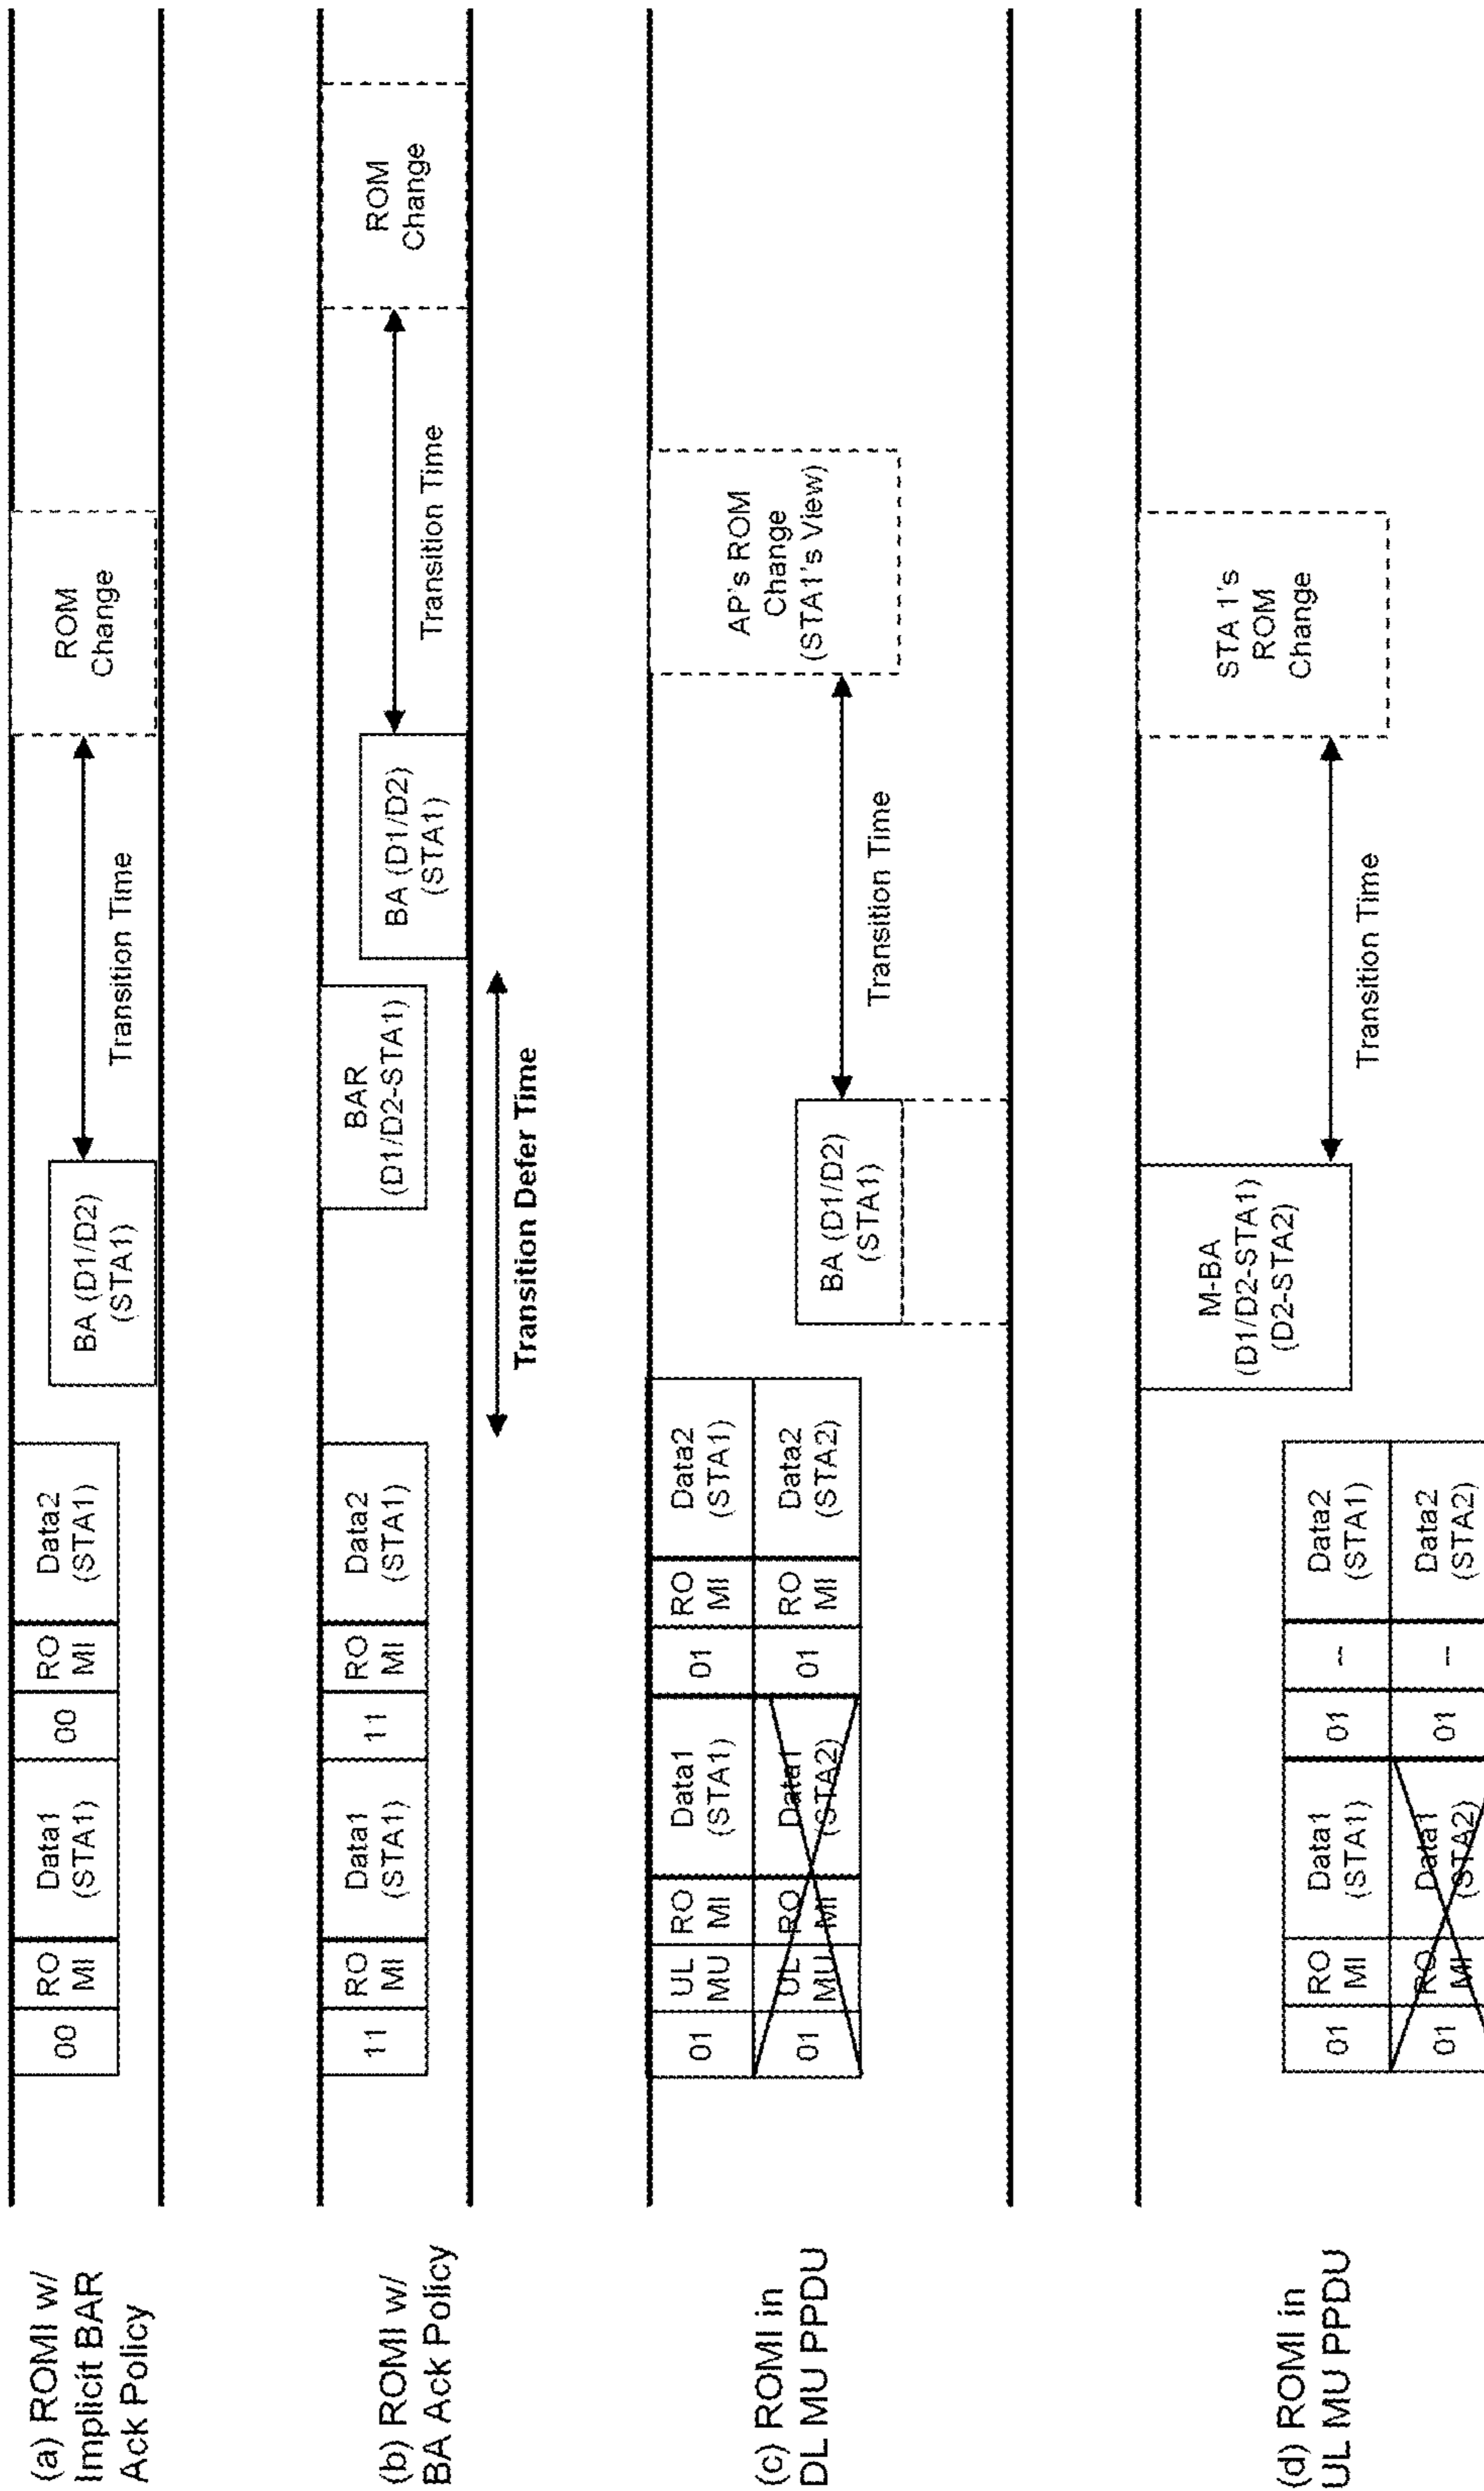 (a) ROMI w/
Implicit BAR
Ack Policy
00
RO
MI
Data1
(STA1)
00
RO
MI
Data2
(STA1)
BA (D1/D2)
(STA1)
Transition Time
ROM
Change
(b) ROMI w/
BA Ack Policy
11
RO
MI
Data1
(STA1)
11
RO
MI
Data2
(STA1)
Transition Defer Time
BAR
(D1/D2-STA1)
BA (D1/D2)
(STA1)
Transition Time
ROM
Change
(c) ROMI in
DL MU PPDU
01
UL
MU
RO
MI
Data1
(STA1)
01
RO
MI
Data2
(STA1)
01
UL
MU
RO
MI
Data1
(STA2)
01
RO
MI
Data2
(STA2)
BA (D1/D2)
(STA1)
Transition Time
AP's ROM
Change
(STA1's View)
(d) ROMI in
UL MU PPDU
01
RO
MI
Data1
(STA1)
01
--
Data2
(STA1)
01
RO
MI
Data1
(STA2)
01
--
Data2
(STA2)
M-BA
(D1/D2-STA1)
(D2-STA2)
Transition Time
STA 1's
ROM
Change